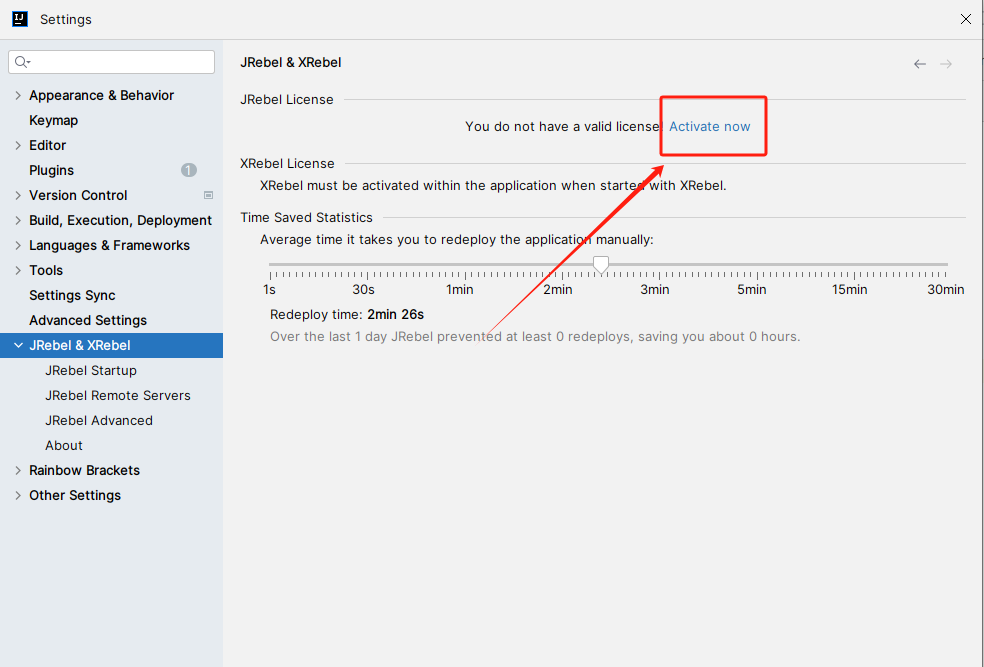 Settings
JRebel & XRebel
JRebel License
You do not have a valid license! Activate now
XRebel License
XRebel must be activated within the application when started with XRebel.
Time Saved Statistics
Average time it takes you to redeploy the application manually:
1s 30s 1min 2min 3min 5min 15min 30min
Redeploy time: 2min 26s
Over the last 1 day JRebel prevented at least 0 redeploys, saving you about 0 hours.
Appearance & Behavior
Keymap
Editor
Plugins 1
Version Control
Build, Execution, Deployment
Languages & Frameworks
Tools
Settings Sync
Advanced Settings
JRebel & XRebel
JRebel Startup
JRebel Remote Servers
JRebel Advanced
About
Rainbow Brackets
Other Settings